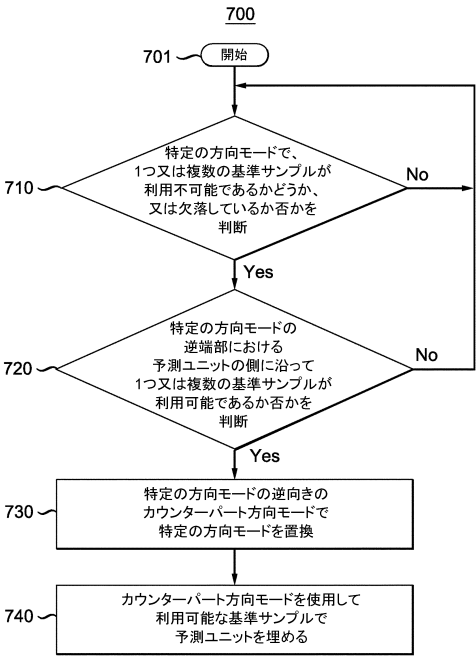 700
701
開始
710
特定の方向モードで、
1つ又は複数の基準サンプルが
利用不可能であるかどうか、
又は欠落しているか否かを
判断
No
Yes
720
特定の方向モードの
逆端部における
予測ユニットの側に沿って
1つ又は複数の基準サンプルが
利用可能であるか否かを
判断
No
Yes
730
特定の方向モードの逆向きの
カウンターパート方向モードで
特定の方向モードを置換
740
カウンターパート方向モードを使用して
利用可能な基準サンプルで
予測ユニットを埋める